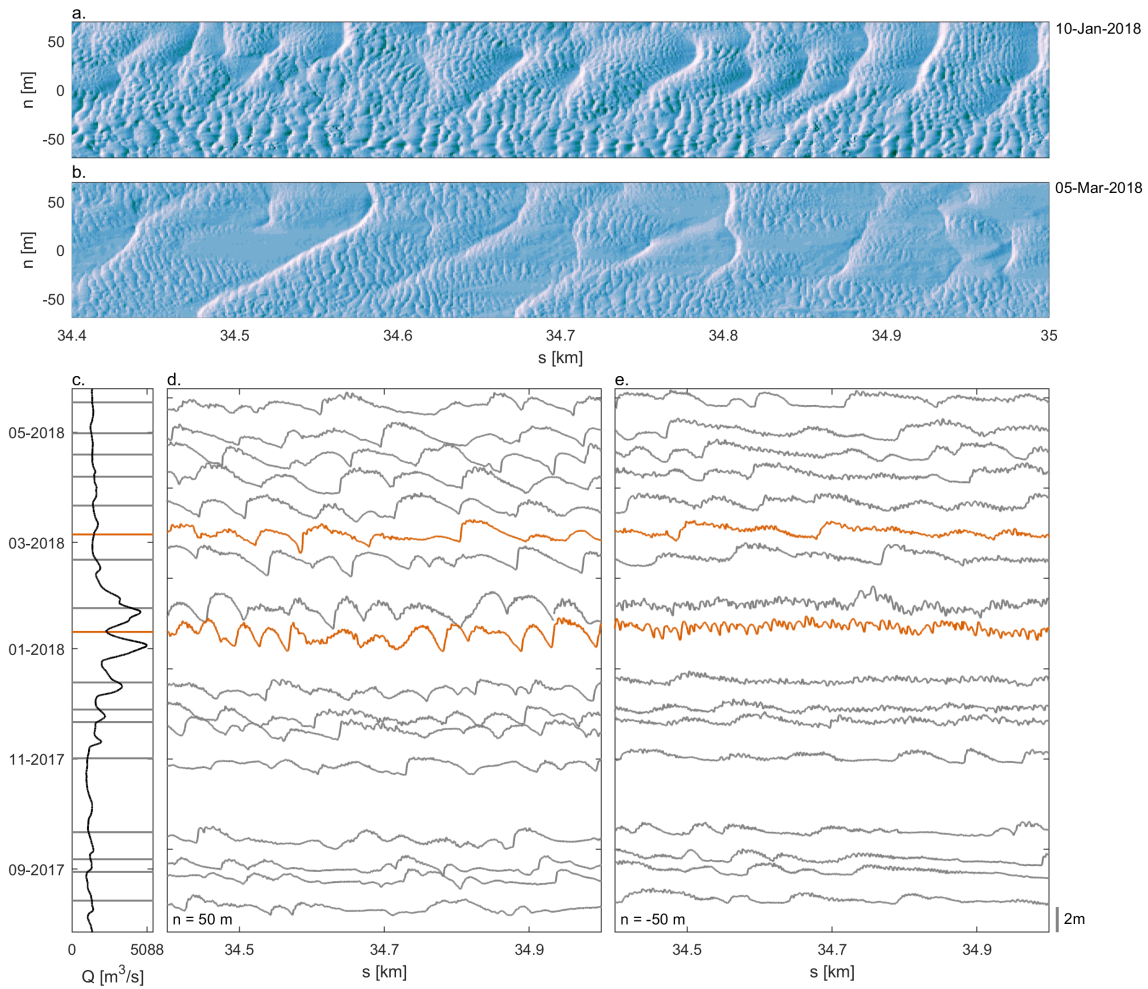 a.
10-Jan-2018
50
0
-50
n [m]
b.
05-Mar-2018
50
0
-50
n [m]
34.4
34.5
34.6
34.7
34.8
34.9
35
s [km]
c.
d.
e.
05-2018
03-2018
01-2018
11-2017
09-2017
n = 50 m
n = -50 m
2m
0
5088
34.5
34.7
34.9
34.5
34.7
34.9
Q [m³/s]
s [km]
s [km]